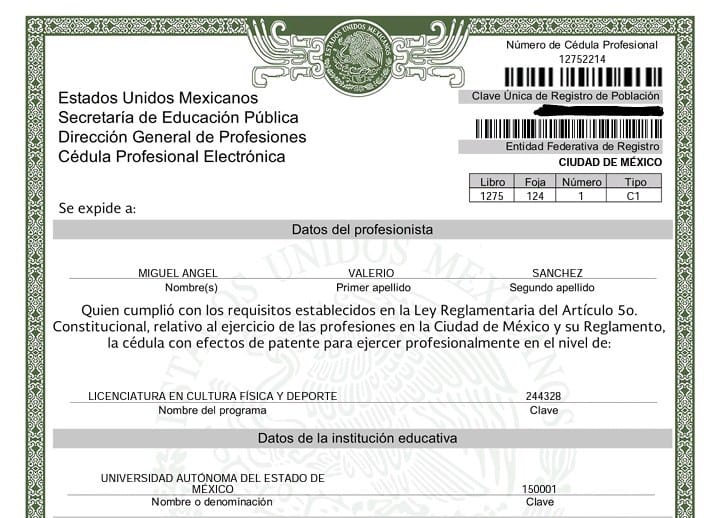 ESTADOS UNIDOS MEXICANOS
Número de Cédula Profesional
12752214
Estados Unidos Mexicanos
Secretaría de Educación Pública
Dirección General de Profesiones
Cédula Profesional Electrónica
Clave Única de Registro de Población
Entidad Federativa de Registro
CIUDAD DE MÉXICO
Libro Foja Número Tipo
1275 124 1 C1
Se expide a:
Datos del profesionista
MIGUEL ANGEL VALERIO SANCHEZ
Nombre(s) Primer apellido Segundo apellido
Quien cumplió con los requisitos establecidos en la Ley Reglamentaria del Artículo 5o.
Constitucional, relativo al ejercicio de las profesiones en la Ciudad de México y su Reglamento,
la cédula con efectos de patente para ejercer profesionalmente en el nivel de:
LICENCIATURA EN CULTURA FÍSICA Y DEPORTE 244328
Nombre del programa Clave
Datos de la institución educativa
UNIVERSIDAD AUTÓNOMA DEL ESTADO DE
MÉXICO 150001
Nombre o denominación Clave